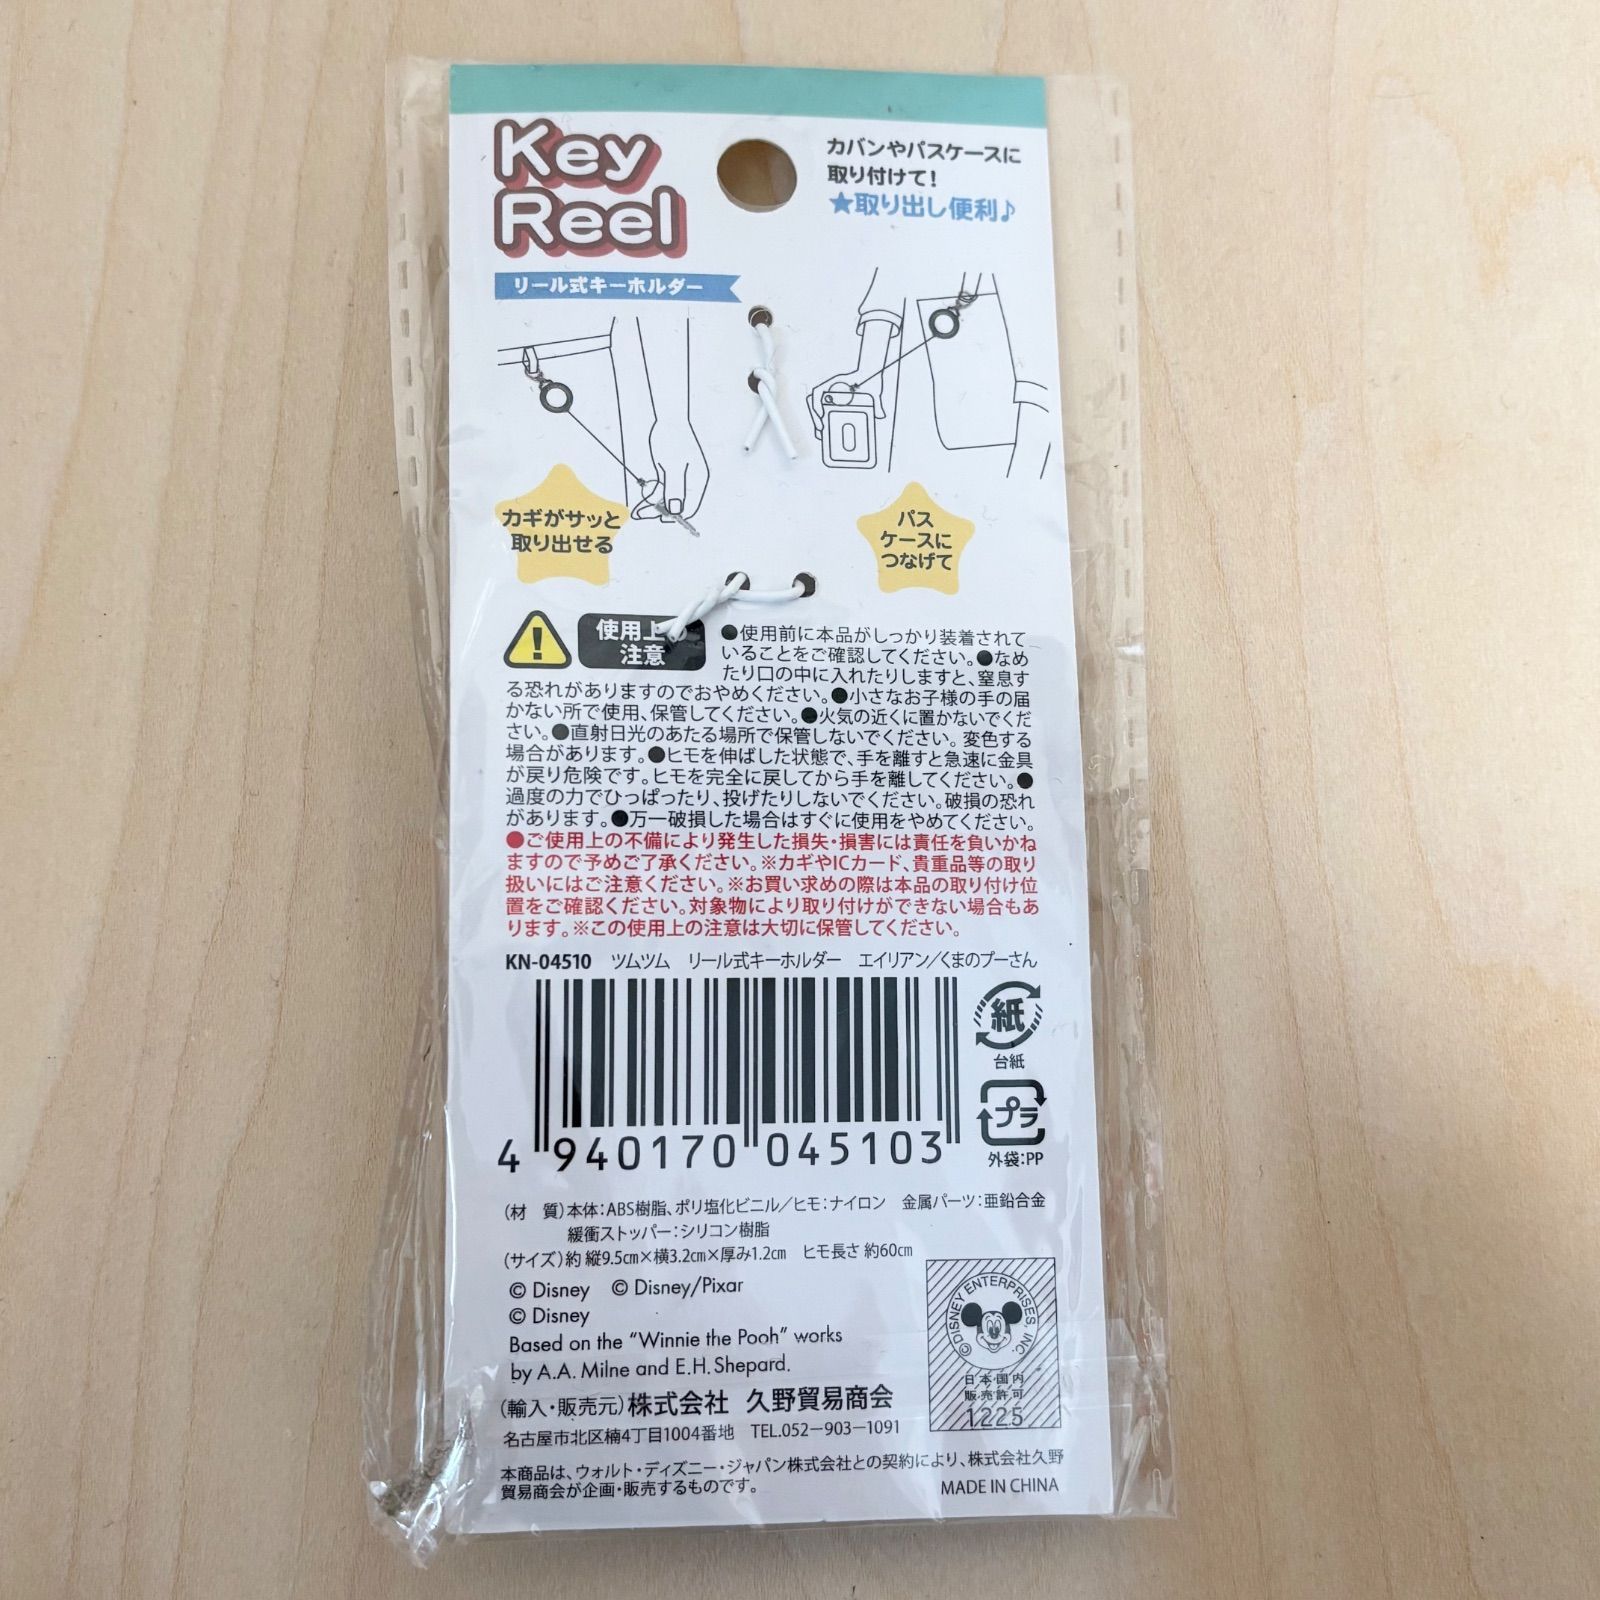 Key
Reel
リール式キーホルダー
カバンやパスケースに
取り付けて!
★取り出し便利♪
カギがサッと
取り出せる
パス
ケースに
つなげて
使用上の
注意
●使用前に本品がしっかり装着されて
いることをご確認してください。●なめ
たり口の中に入れたりしますと、窒息す
る恐れがありますのでおやめください。●小さなお子様の手の届
かない所で使用、保管してください。●火気の近くに置かないでくだ
さい。●直射日光のあたる場所で保管しないでください。変色する
場合があります。●ヒモを伸ばした状態で、手を離すと急速に金具
が戻り危険です。ヒモを完全に戻してから手を離してください。●
過度の力でひっぱったり、投げたりしないでください。破損の恐れ
があります。●万一破損した場合はすぐに使用をやめてください。
●ご使用上の不備により発生した損失・損害には責任を負いかね
ますので予めご了承ください。※カギやICカード、貴重品等の取り
扱いにはご注意ください。※お買い求めの際は本品の取り付け位
置をご確認ください。対象物により取り付けができない場合もあ
ります。※この使用上の注意は大切に保管してください。
KN-04510 ツムツム リール式キーホルダー エイリアン/くまのプーさん
紙
台紙
プラ
外袋:PP
4 940170 045103
(材 質)本体:ABS樹脂、ポリ塩化ビニル/ヒモ:ナイロン 金属パーツ:亜鉛合金
緩衝ストッパー:シリコン樹脂
(サイズ)約 縦9.5cm×横3.2cm×厚み1.2cm ヒモ長さ 約60cm
© Disney © Disney/Pixar
© Disney
Based on the "Winnie the Pooh" works
by A.A. Milne and E.H. Shepard.
©DISNEY ENTERPRISES, INC.
日本国内
販売許可
1225
(輸入・販売元)株式会社 久野貿易商会
名古屋市北区楠4丁目1004番地 TEL.052-903-1091
本商品は、ウォルト・ディズニー・ジャパン株式会社との契約により、株式会社久野
貿易商会が企画・販売するものです。
MADE IN CHINA